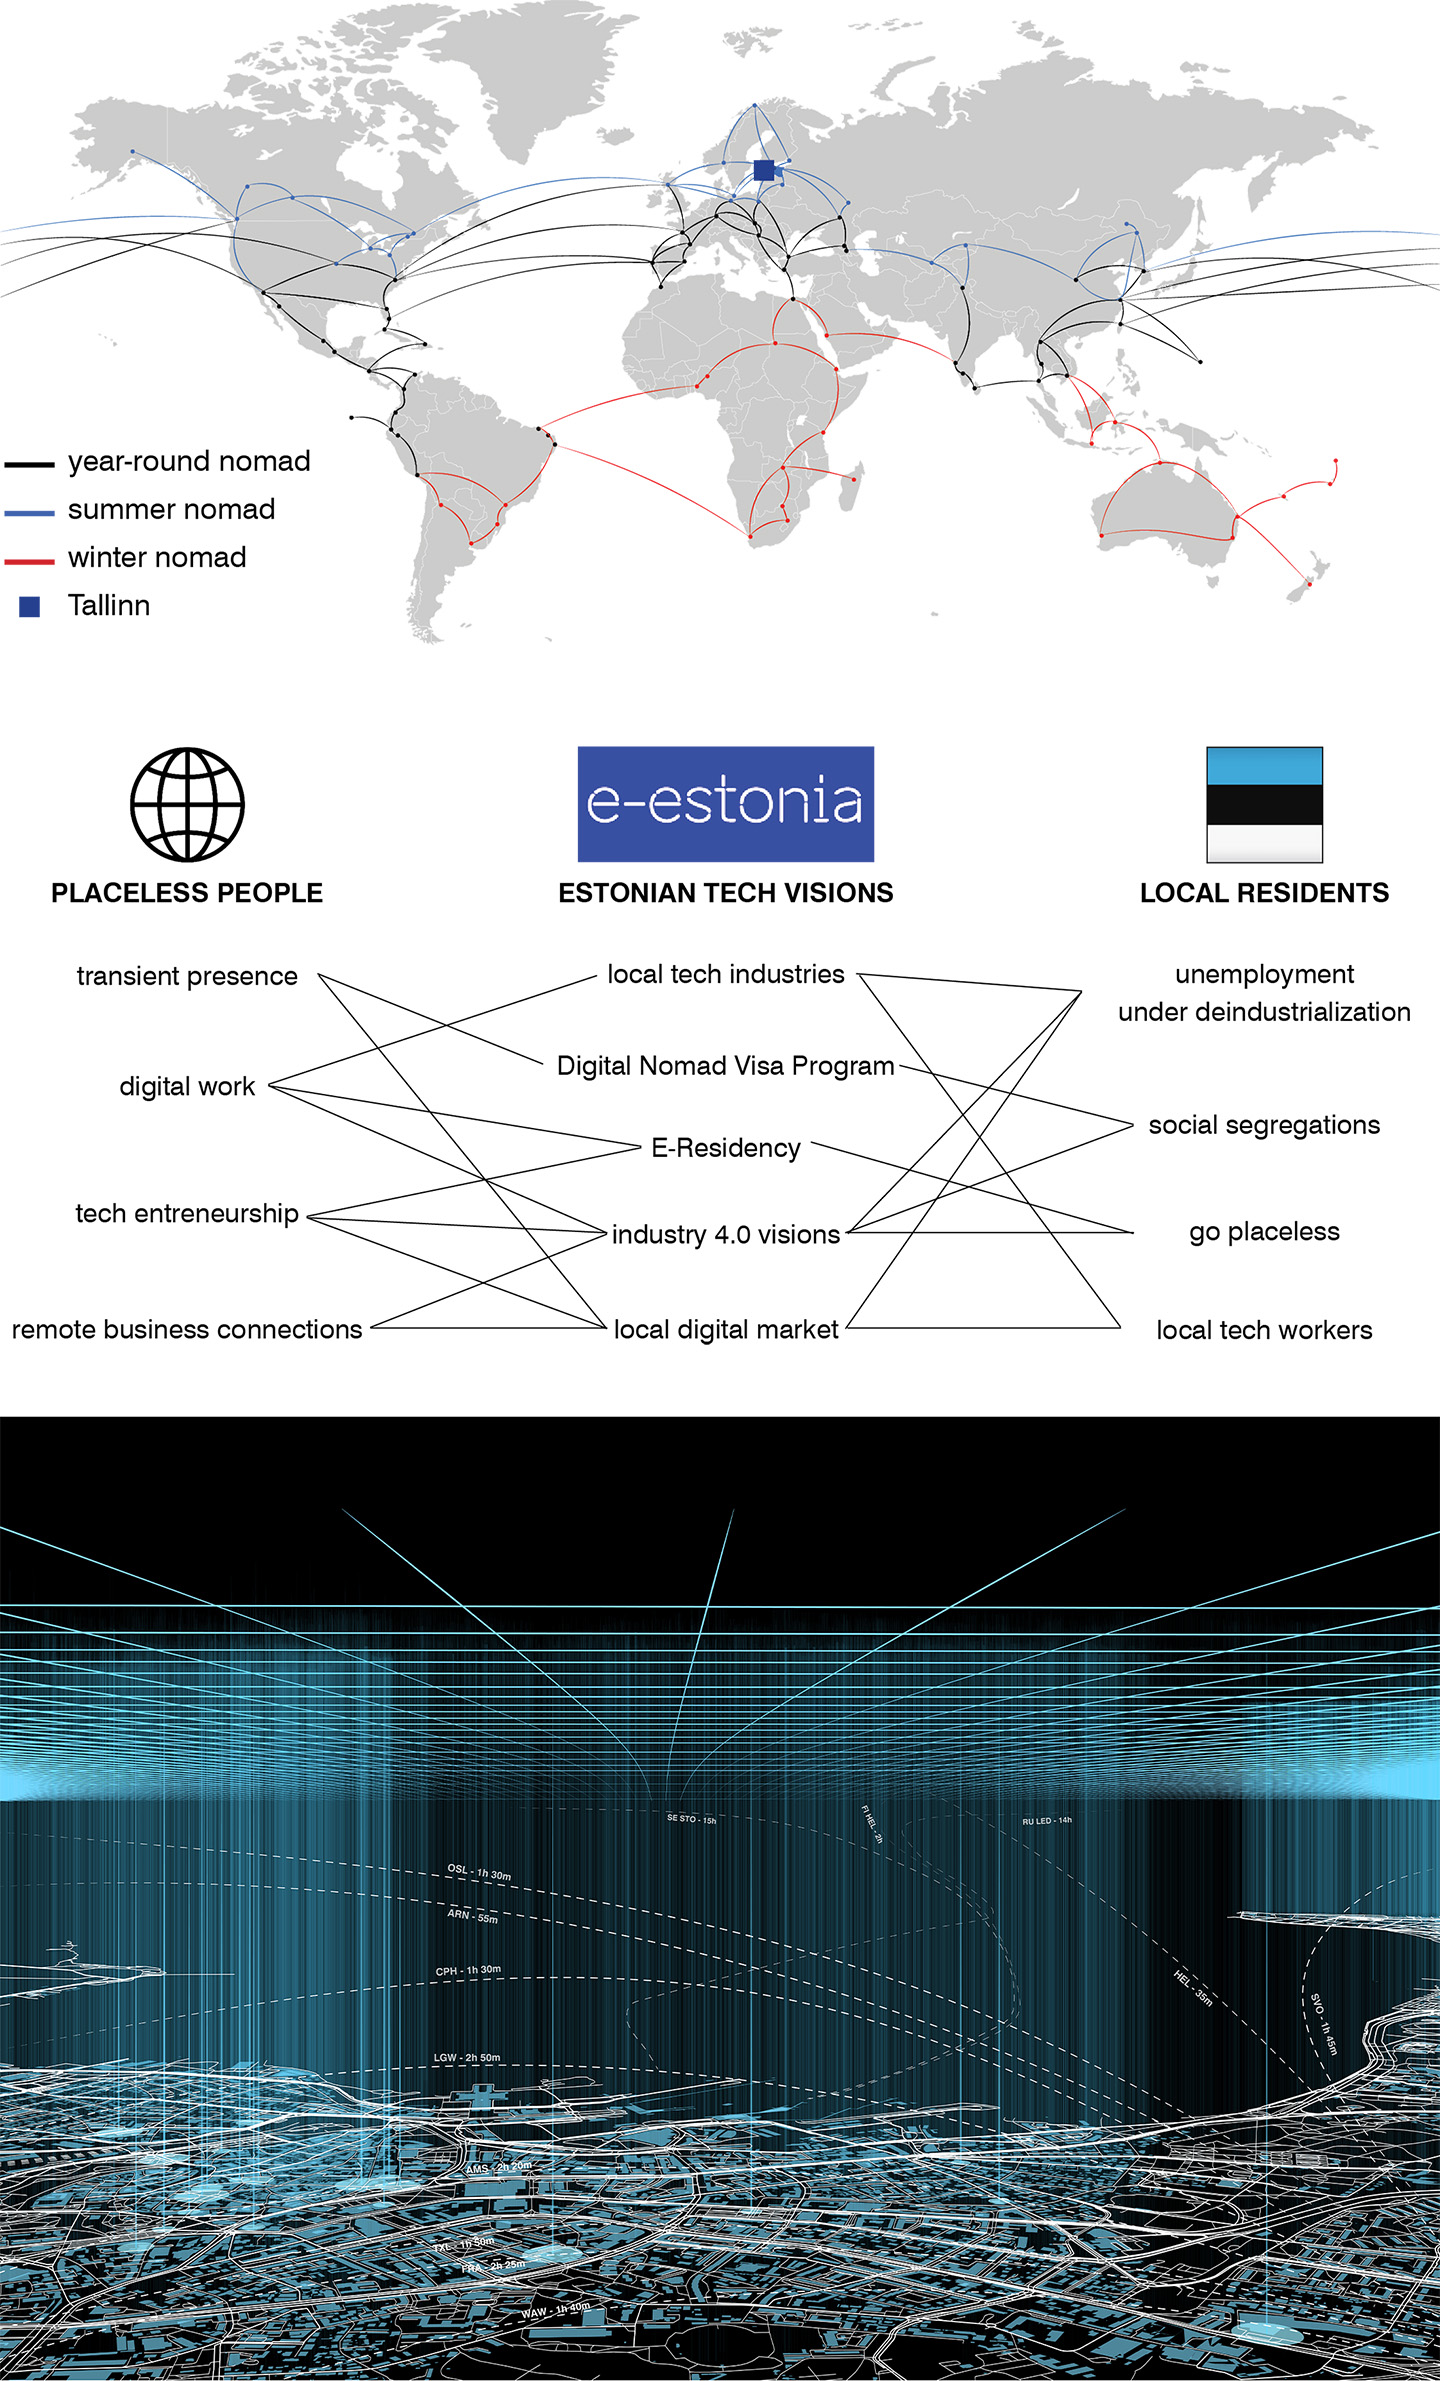 year-round nomad
summer nomad
winter nomad
Tallinn
e-estonia
PLACELESS PEOPLE
ESTONIAN TECH VISIONS
LOCAL RESIDENTS
transient presence
digital work
tech entreneurship
remote business connections
local tech industries
Digital Nomad Visa Program
E-Residency
industry 4.0 visions
local digital market
unemployment
under deindustrialization
social segregations
go placeless
local tech workers
SE STO - 15h
FI HEL - 2h
RU LED - 14h
OSL - 1h 30m
ARN - 55m
CPH - 1h 30m
HEL - 35m
SVO - 1h 45m
LGW - 2h 50m
AMS - 2h 20m
TXL - 1h 50m
FRA - 2h 25m
WAW - 1h 40m